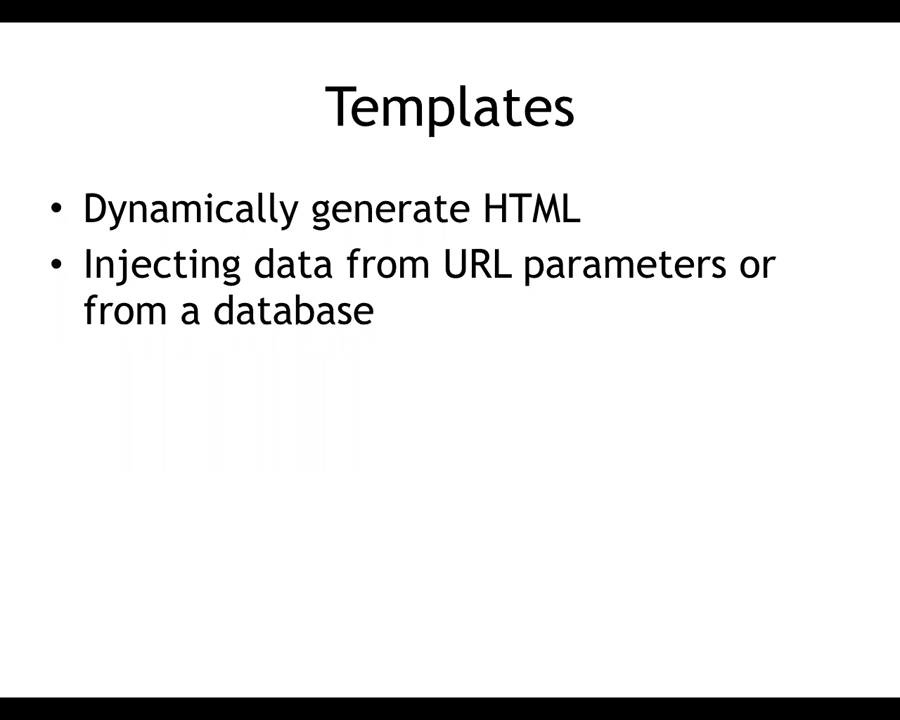 Templates
• Dynamically generate HTML
• Injecting data from URL parameters or
from a database